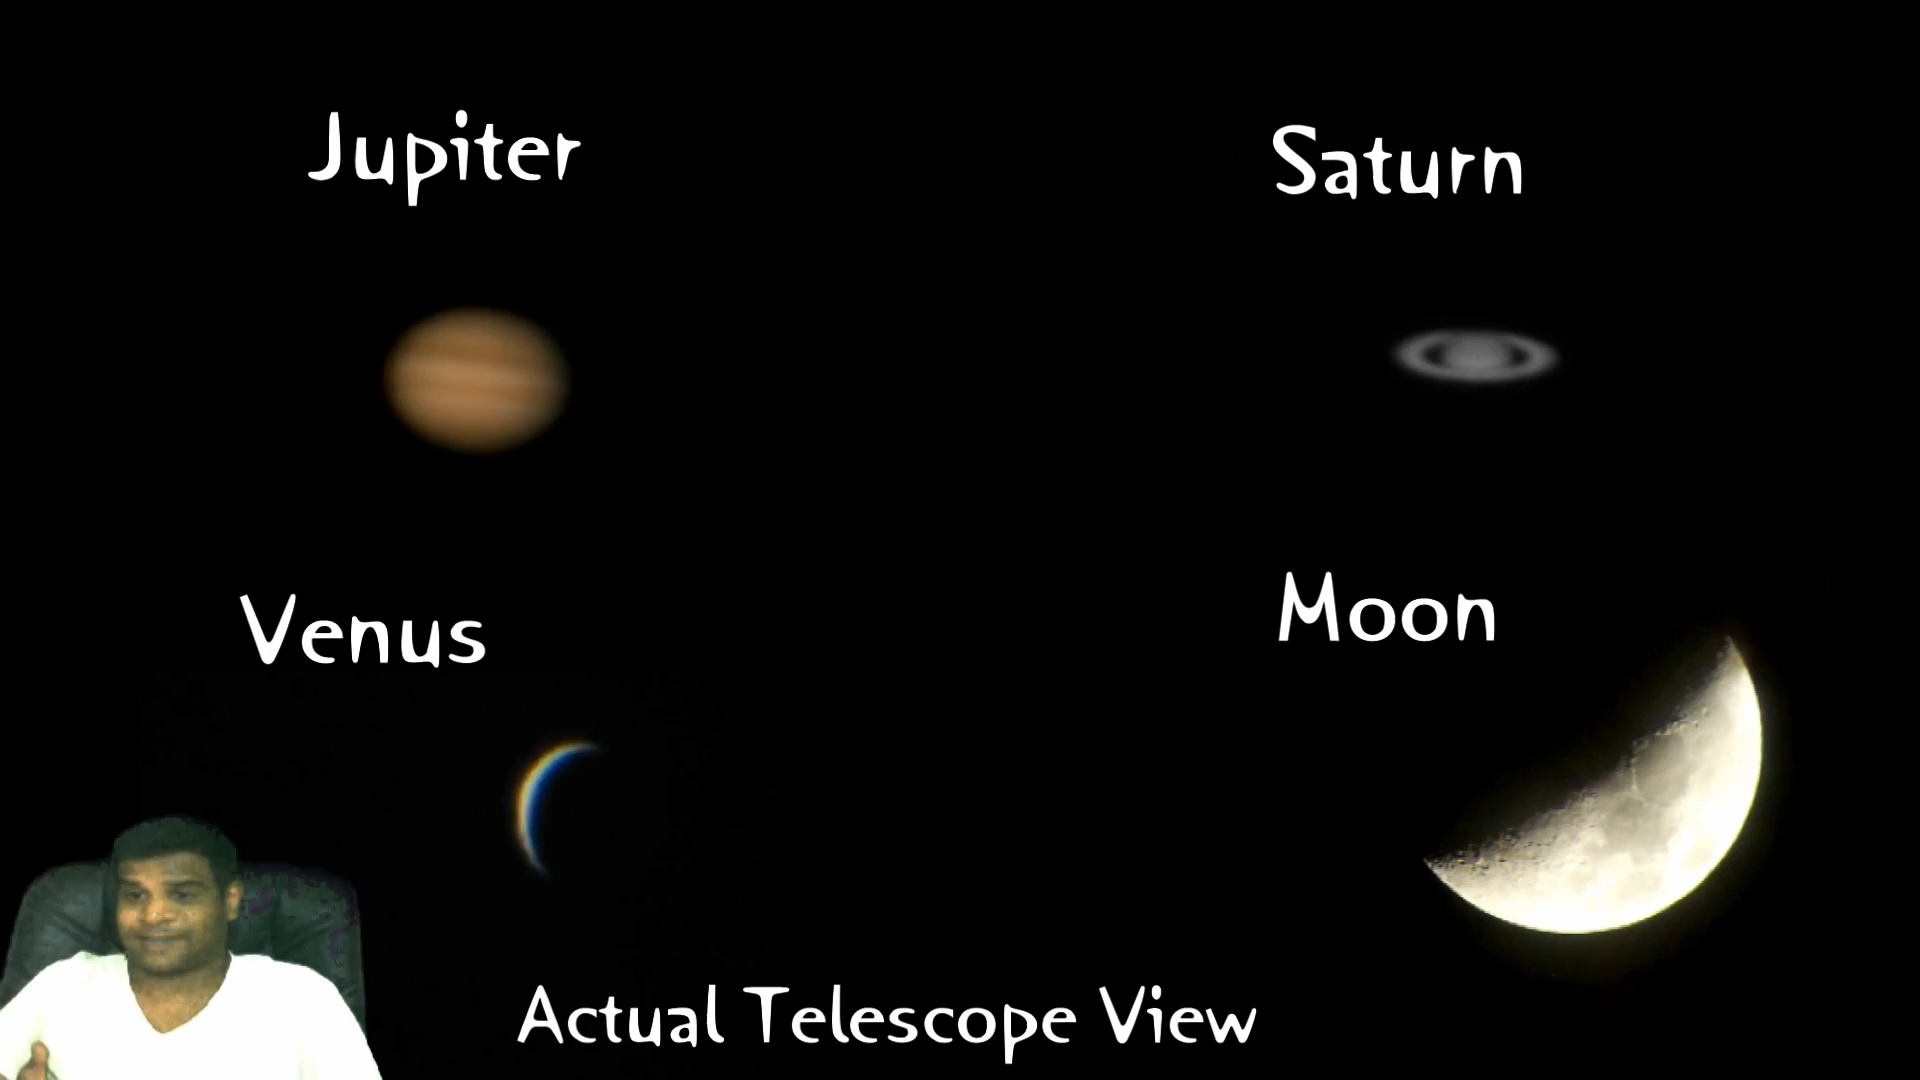 Jupiter
Saturn
Venus
Moon
Actual Telescope View